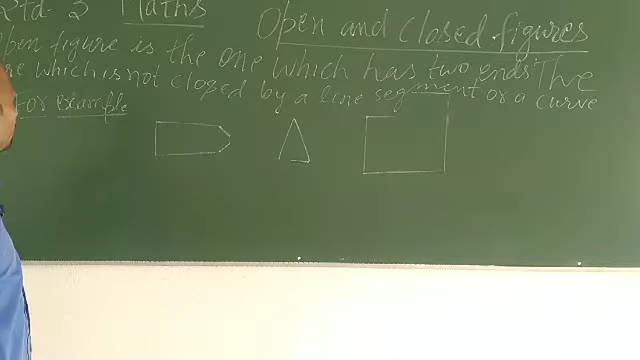 Std-3 Maths
Open and closed figures
Open figure is the one which has two ends The
one which is not closed by a line segment or a curve
For Example